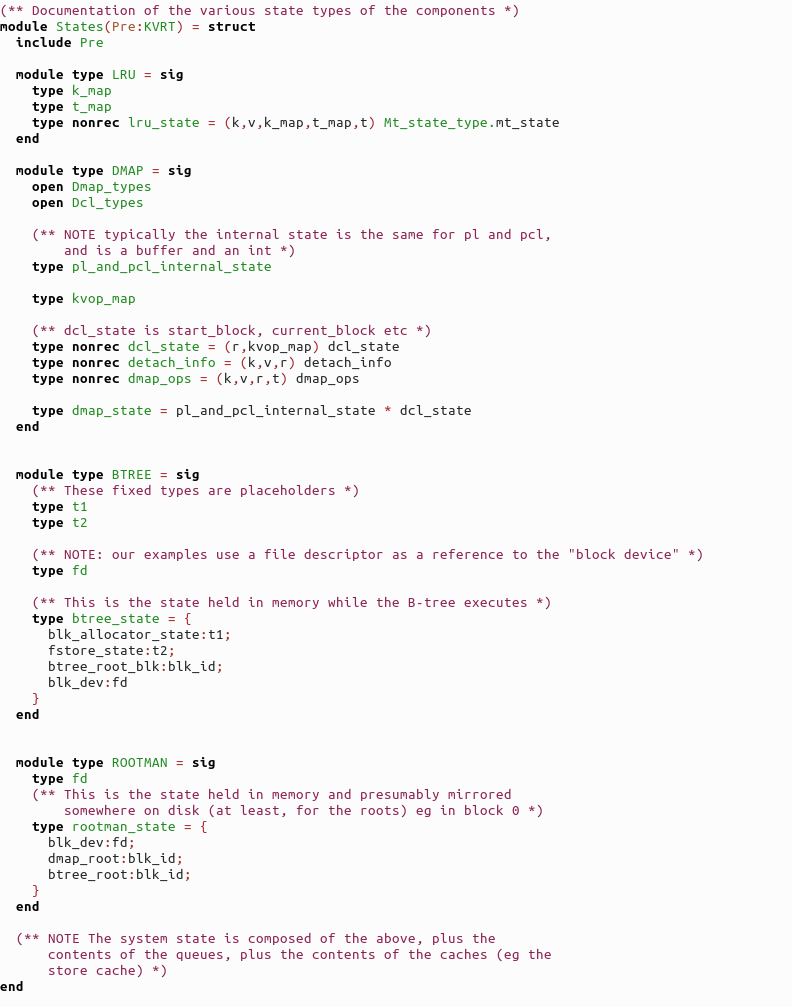 (** Documentation of the various state types of the components *)
module States(Pre:KVRT) = struct
  include Pre

  module type LRU = sig
    type k_map
    type t_map
    type nonrec lru_state = (k,v,k_map,t_map,t) Mt_state_type.mt_state
  end

  module type DMAP = sig
    open Dmap_types
    open Dcl_types

    (** NOTE typically the internal state is the same for pl and pcl,
        and is a buffer and an int *)
    type pl_and_pcl_internal_state

    type kvop_map

    (** dcl_state is start_block, current_block etc *)
    type nonrec dcl_state = (r,kvop_map) dcl_state
    type nonrec detach_info = (k,v,r) detach_info
    type nonrec dmap_ops = (k,v,r,t) dmap_ops

    type dmap_state = pl_and_pcl_internal_state * dcl_state
  end


  module type BTREE = sig
    (** These fixed types are placeholders *)
    type t1
    type t2

    (** NOTE: our examples use a file descriptor as a reference to the "block device" *)
    type fd

    (** This is the state held in memory while the B-tree executes *)
    type btree_state = {
      blk_allocator_state:t1;
      fstore_state:t2;
      btree_root_blk:blk_id;
      blk_dev:fd
    }
  end


  module type ROOTMAN = sig
    type fd
    (** This is the state held in memory and presumably mirrored
        somewhere on disk (at least, for the roots) eg in block 0 *)
    type rootman_state = {
      blk_dev:fd;
      dmap_root:blk_id;
      btree_root:blk_id;
    }
  end

  (** NOTE The system state is composed of the above, plus the
      contents of the queues, plus the contents of the caches (eg the
      store cache) *)
end